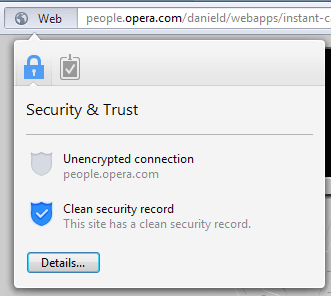 Web people.opera.com/danield/webapps/instant-c
Security & Trust
Unencrypted connection
people.opera.com
Clean security record
This site has a clean security record.
Details...